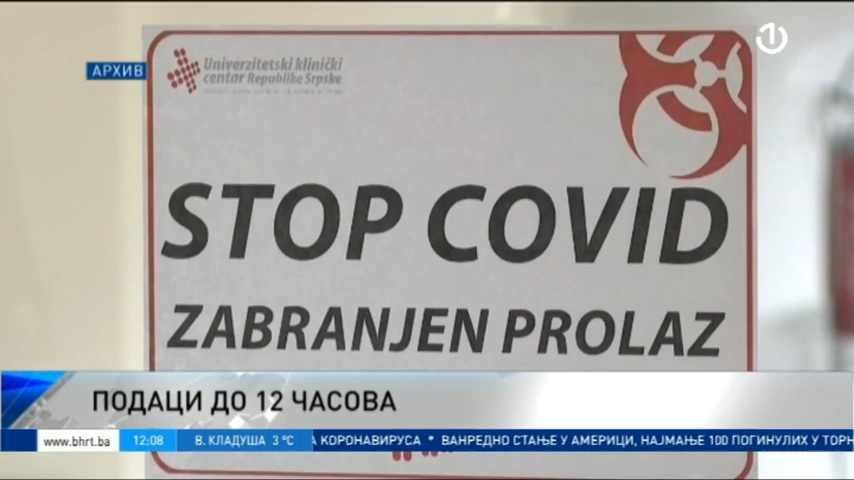 АРХИВ
Univerzitetski klinički
centar Republike Srpske
STOP COVID
ZABRANJEN PROLAZ
ПОДАЦИ ДО 12 ЧАСОВА
www.bhrt.ba 12:08 В. КЛАДУША 3 °C А КОРОНАВИРУСА * ВАНРЕДНО СТАЊЕ У АМЕРИЦИ, НАЈМАЊЕ 100 ПОГИНУЛИХ У ТОРН